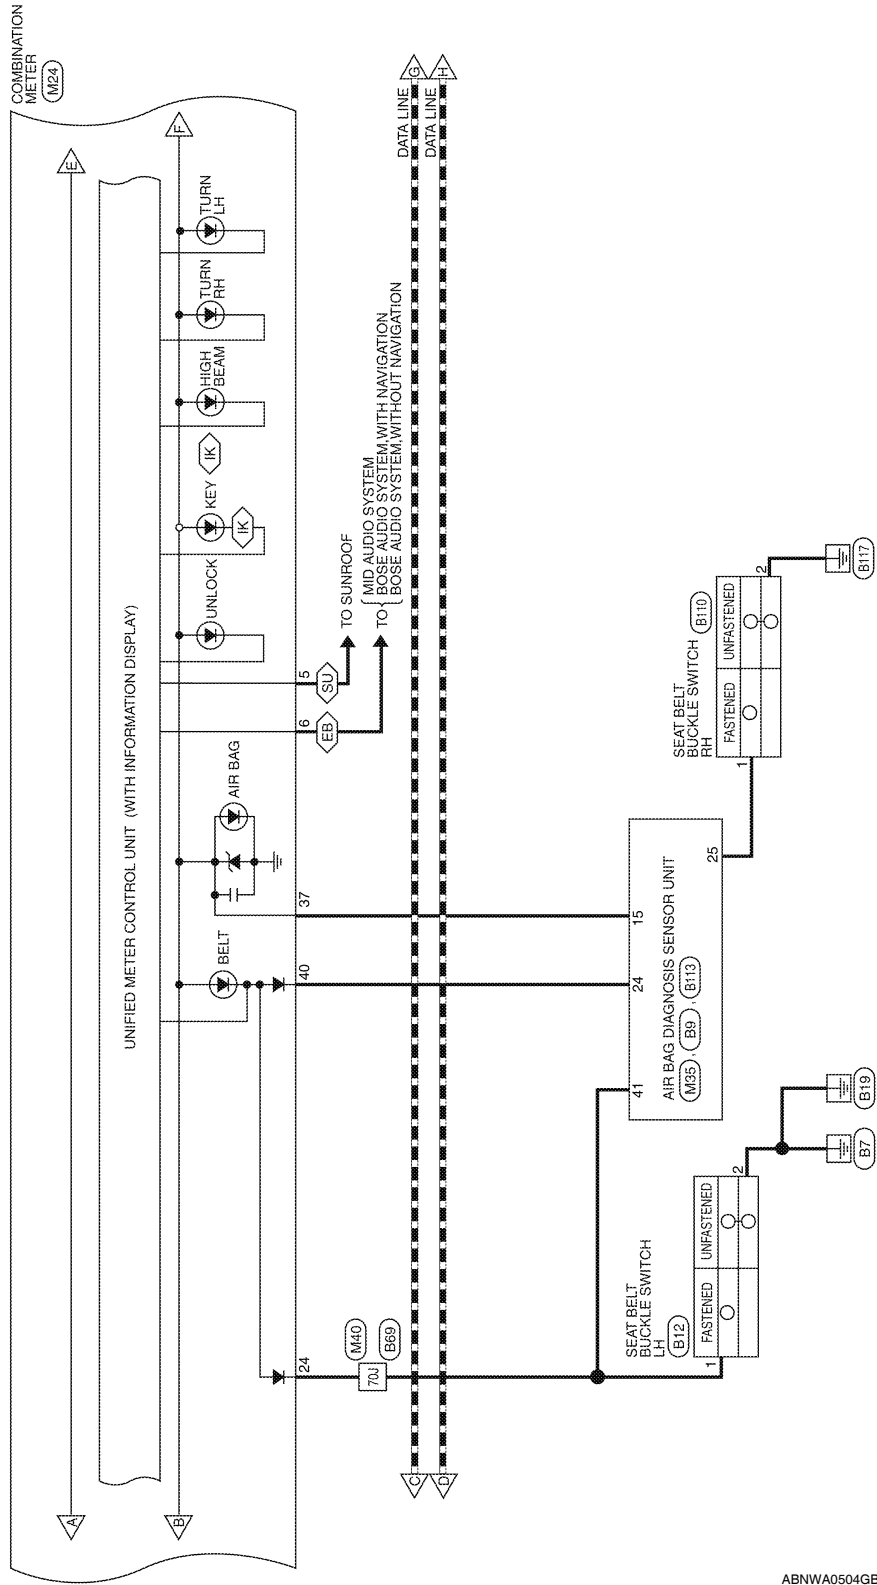 COMBINATION
METER
M24
E
F
UNIFIED METER CONTROL UNIT (WITH INFORMATION DISPLAY)
A
B
BELT
AIR BAG
UNLOCK
KEY
IK
IK
HIGH
BEAM
TURN
RH
TURN
LH
24
40
37
6
5
EB
SU
TO SUNROOF
TO
MID AUDIO SYSTEM
BOSE AUDIO SYSTEM,WITH NAVIGATION
BOSE AUDIO SYSTEM,WITHOUT NAVIGATION
70J
M40
B69
C
D
DATA LINE
G
DATA LINE
H
41
24
15
25
AIR BAG DIAGNOSIS SENSOR UNIT
M35 , B9 , B113
SEAT BELT
BUCKLE SWITCH
LH
B12
1
FASTENED
UNFASTENED
2
B7
B19
SEAT BELT
BUCKLE SWITCH
RH
B110
1
FASTENED
UNFASTENED
2
B117
ABNWA0504GB